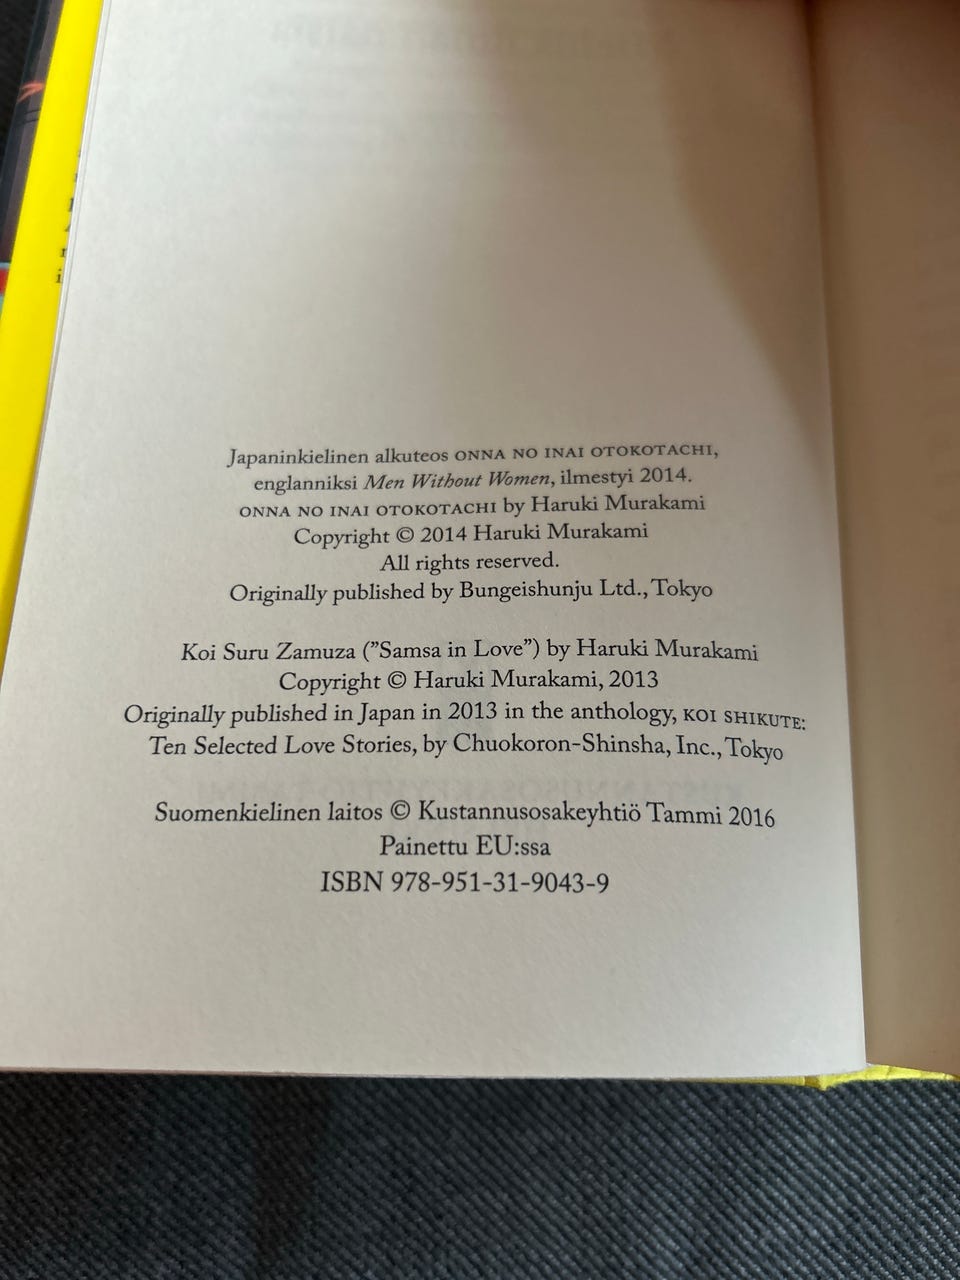 Japaninkielinen alkuteos ONNA NO INAI OTOKOTACHI,
englanniksi Men Without Women, ilmestyi 2014.
ONNA NO INAI OTOKOTACHI by Haruki Murakami
Copyright © 2014 Haruki Murakami
All rights reserved.
Originally published by Bungeishunju Ltd., Tokyo
Koi Suru Zamuza (”Samsa in Love”) by Haruki Murakami
Copyright © Haruki Murakami, 2013
Originally published in Japan in 2013 in the anthology, KOI SHIKUTE:
Ten Selected Love Stories, by Chuokoron-Shinsha, Inc., Tokyo
Suomenkielinen laitos © Kustannusosakeyhtiö Tammi 2016
Painettu EU:ssa
ISBN 978-951-31-9043-9